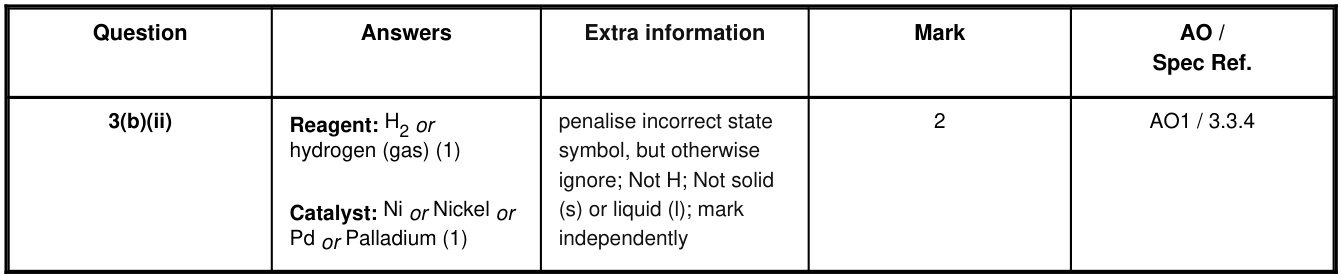 Question Answers Extra information Mark AO /
Spec Ref.
3(b)(ii)
Reagent: H2 or
hydrogen (gas) (1)
Catalyst: Ni or Nickel or
Pd or Palladium (1)
penalise incorrect state
symbol, but otherwise
ignore; Not H; Not solid
(s) or liquid (l); mark
independently
2
AO1 / 3.3.4